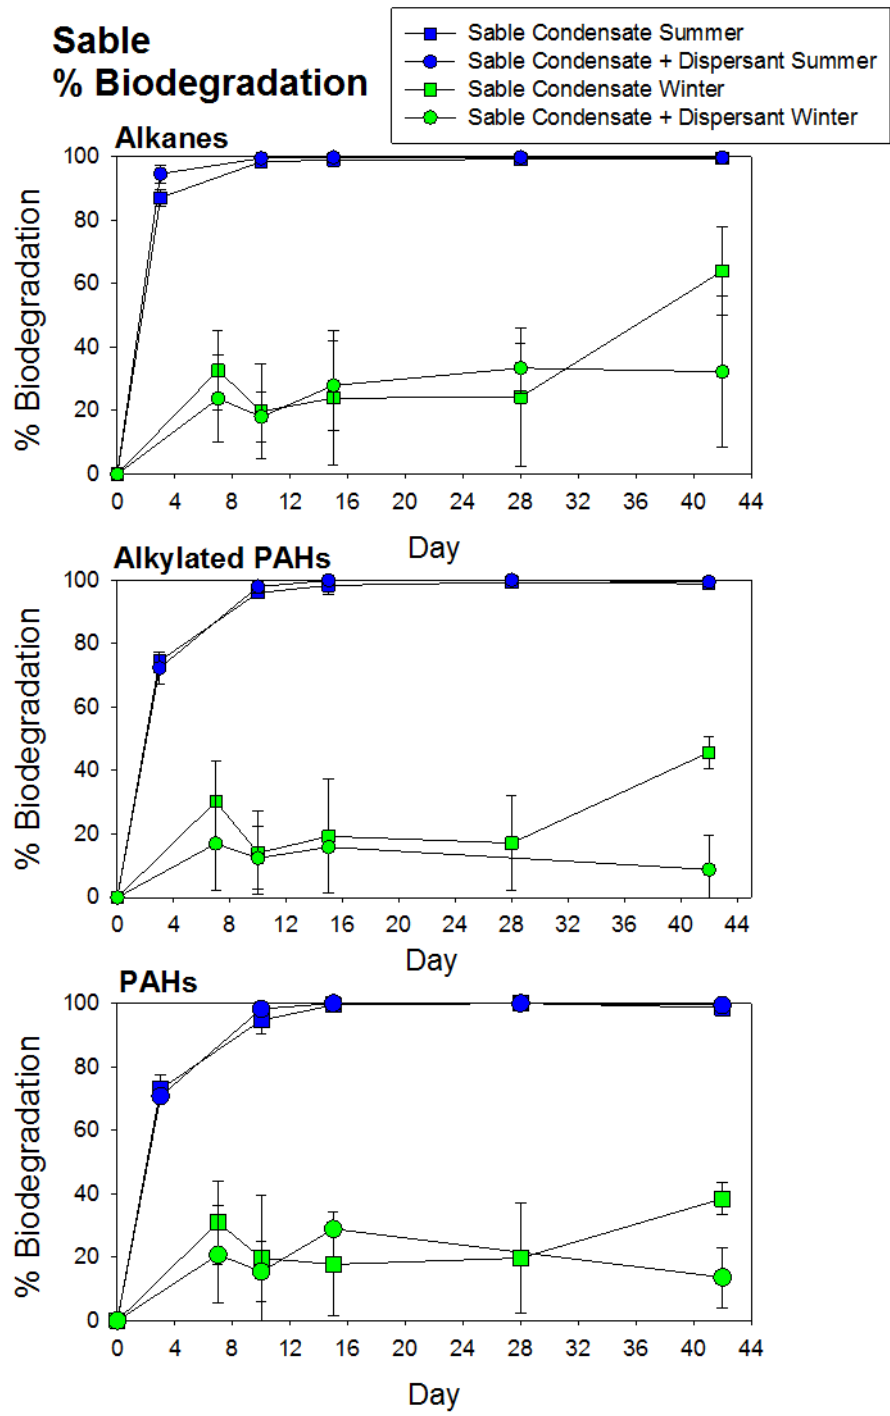 Sable
% Biodegradation
Sable Condensate Summer
Sable Condensate + Dispersant Summer
Sable Condensate Winter
Sable Condensate + Dispersant Winter
Alkanes
% Biodegradation
100
80
60
40
20
0
0 4 8 12 16 20 24 28 32 36 40 44
Day
Alkylated PAHs
% Biodegradation
100
80
60
40
20
0
0 4 8 12 16 20 24 28 32 36 40 44
Day
PAHs
% Biodegradation
100
80
60
40
20
0
0 4 8 12 16 20 24 28 32 36 40 44
Day